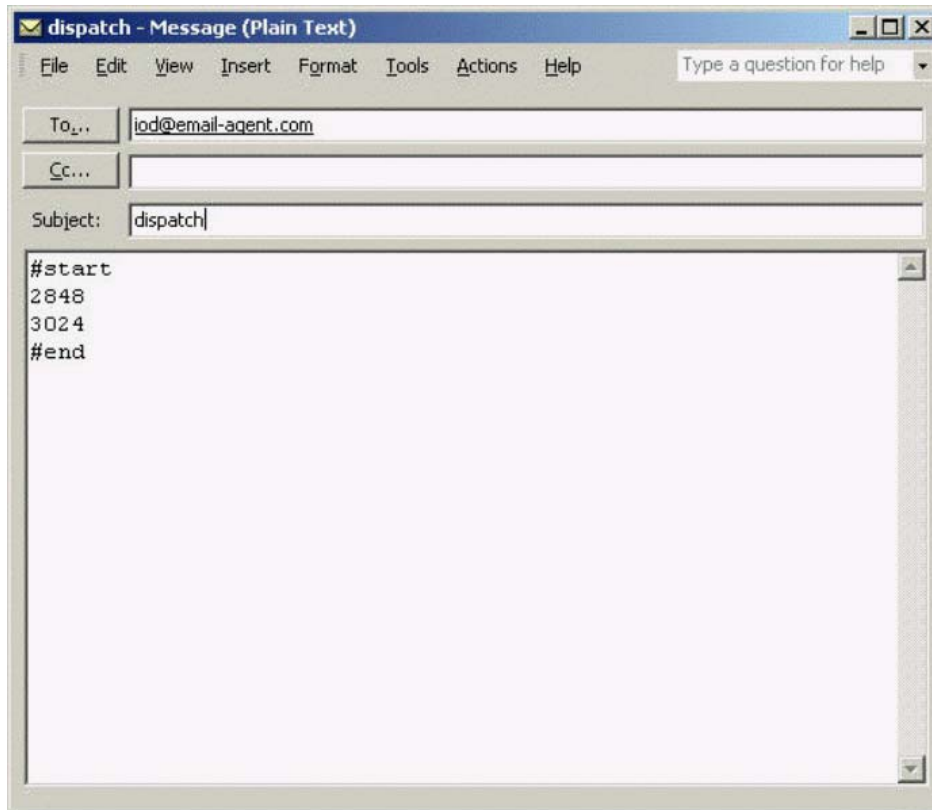 dispatch - Message (Plain Text)
File Edit View Insert Format Tools Actions Help Type a question for help
To... iod@email-agent.com
Cc...
Subject: dispatch
#start
2848
3024
#end